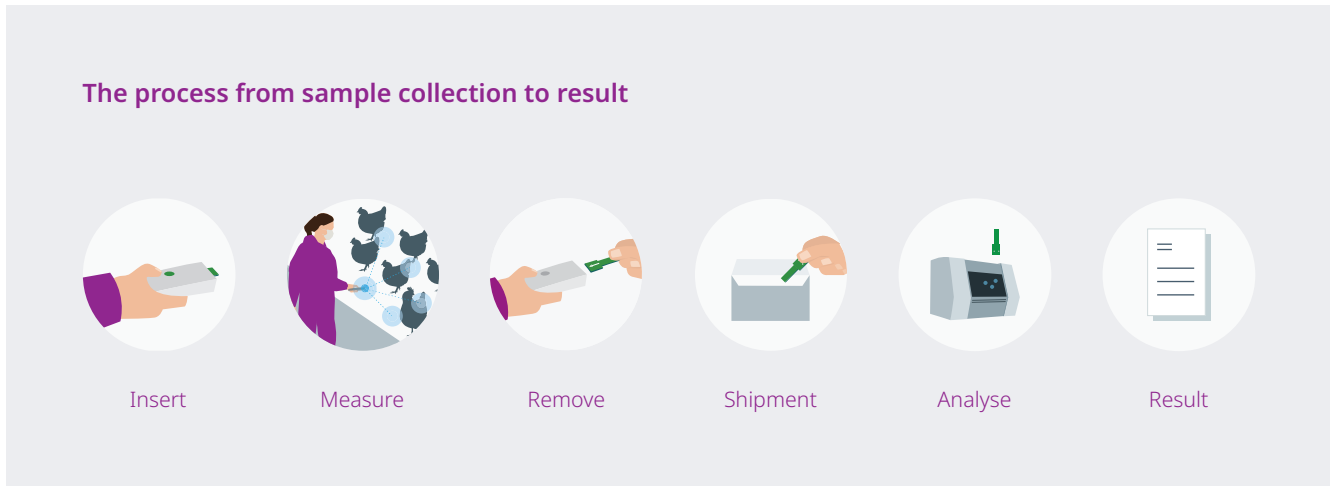 The process from sample collection to result
Insert
Measure
Remove
Shipment
Analyse
Result